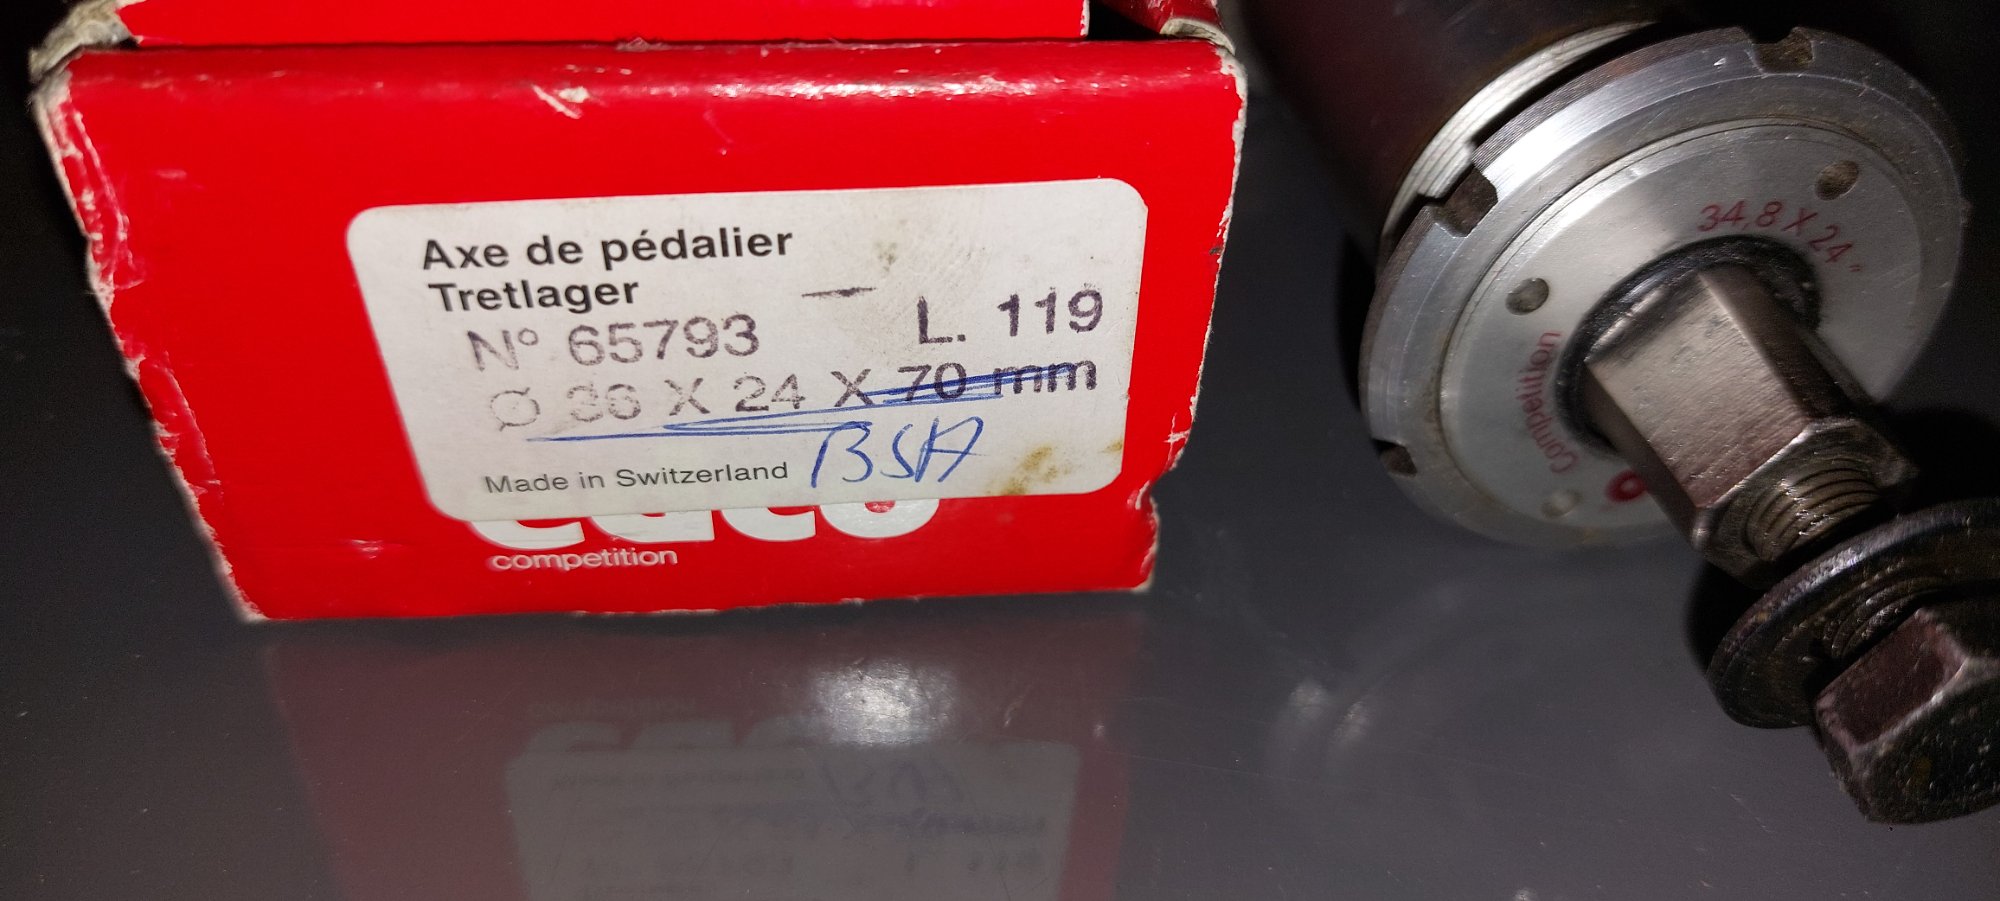 Axe de pédalier
Tretlager
N° 65793 L. 119
Ø 36 X 24 X 70 mm
BSA
Made in Switzerland
competition
34,8 X 24"
Competition